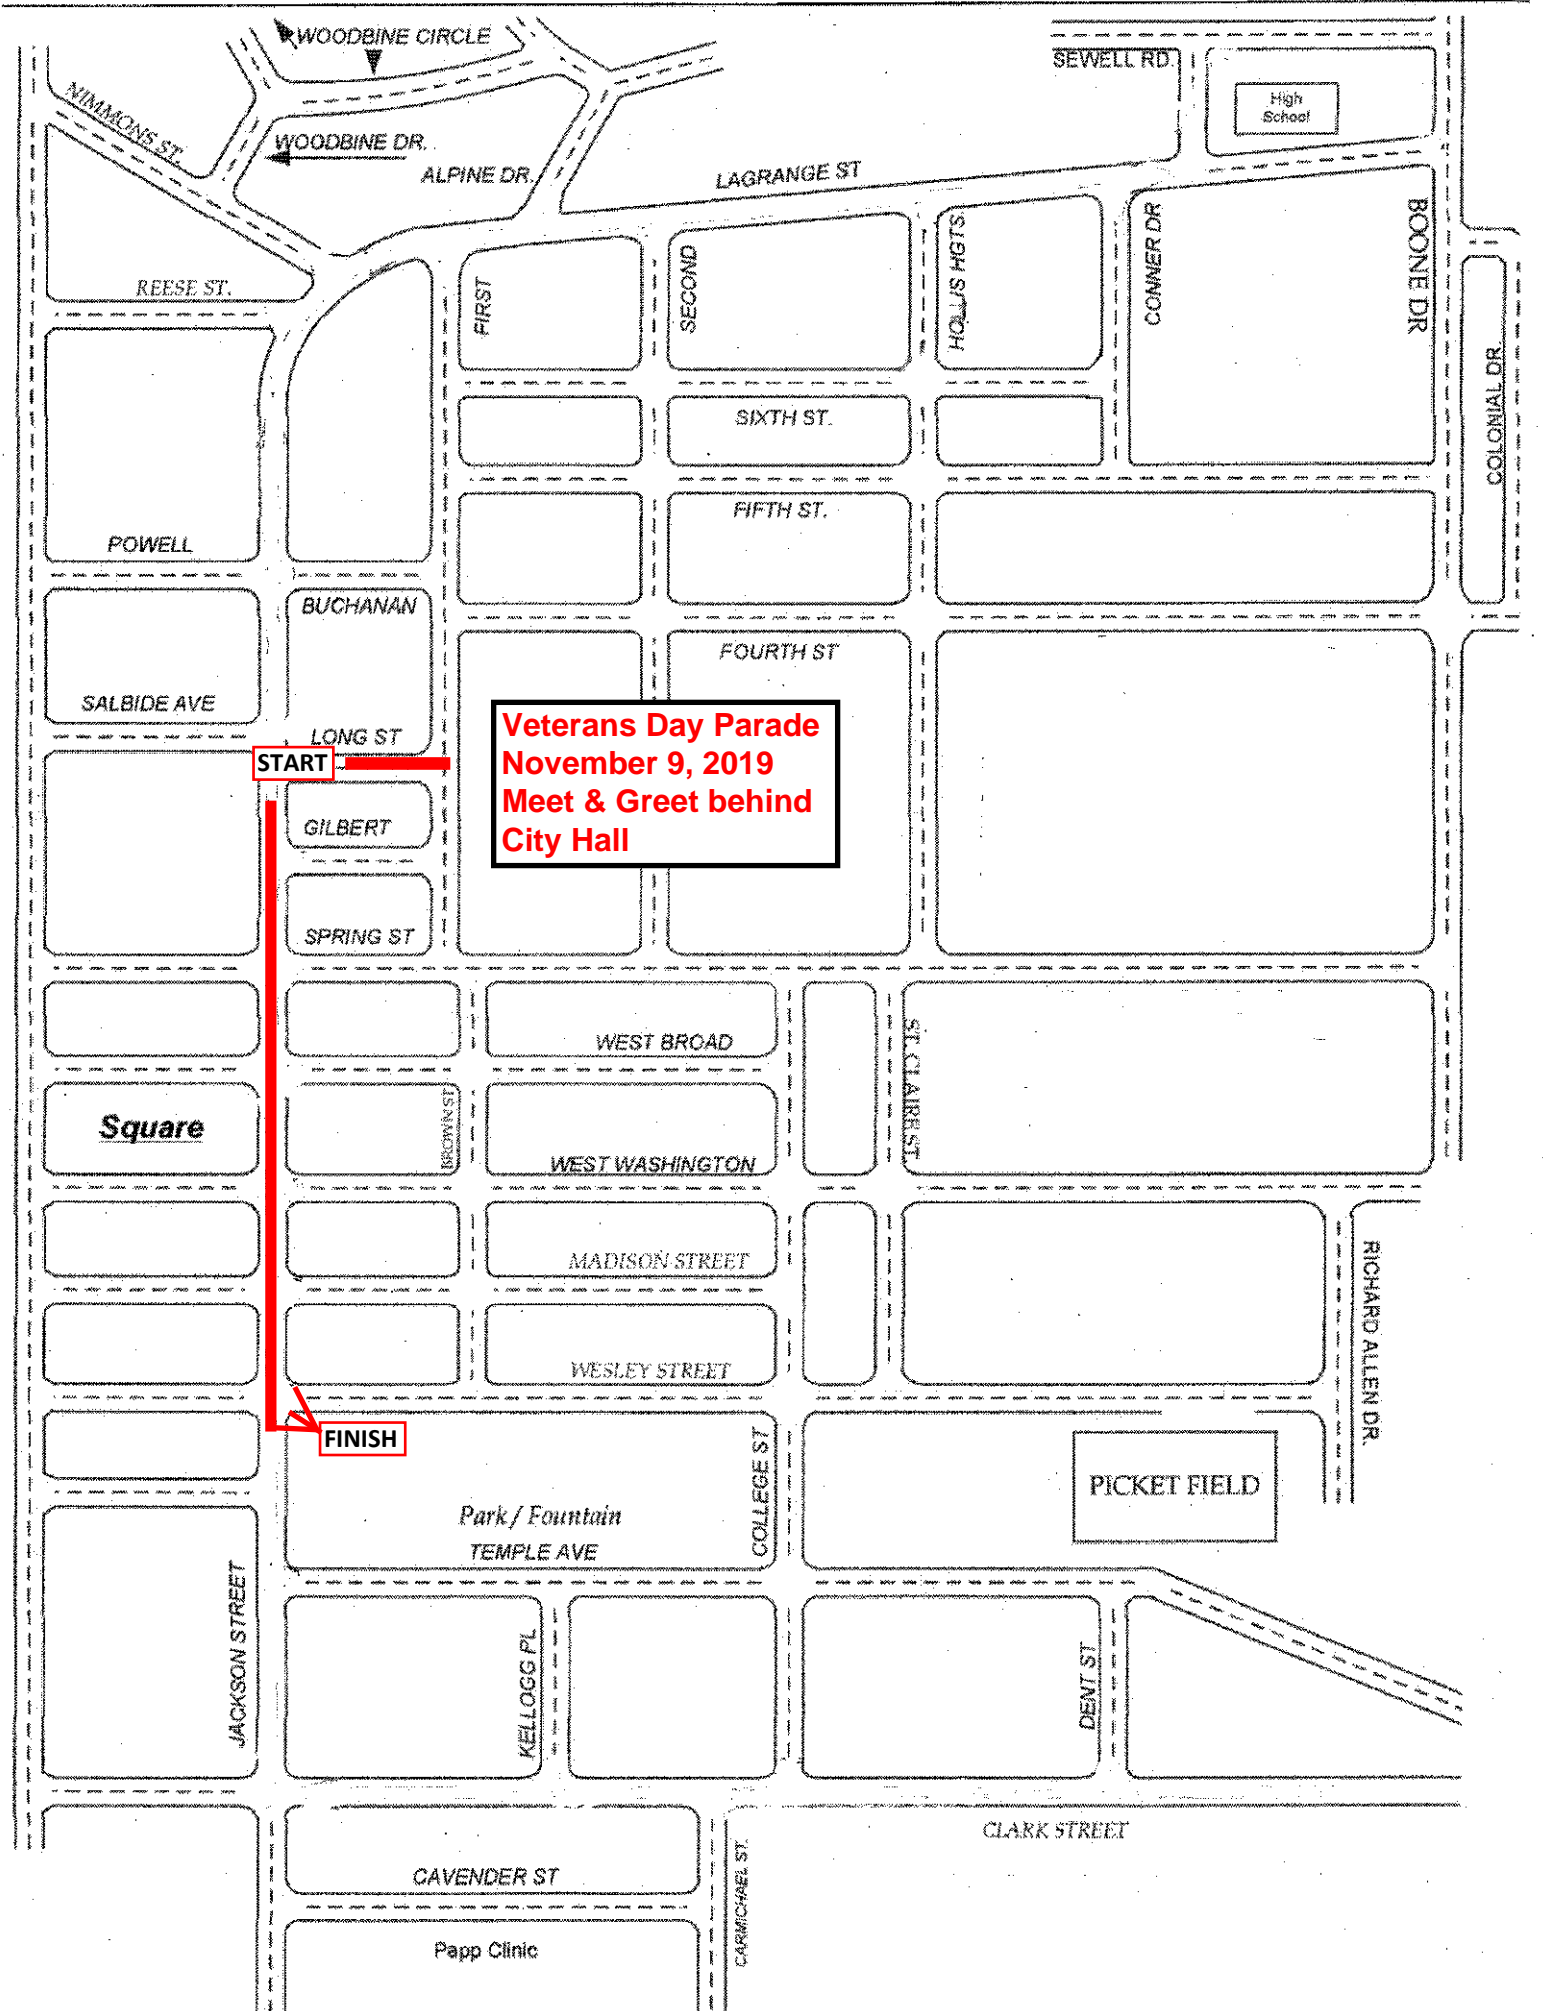 WOODBINE CIRCLE
SEWELL RD.
High
School
NIMMONS ST.
WOODBINE DR.
ALPINE DR.
LAGRANGE ST
REESE ST.
FIRST
SECOND
HOLLIS HGTS.
CONNER DR
BOONE DR
COLONIAL DR.
SIXTH ST.
FIFTH ST.
POWELL
BUCHANAN
FOURTH ST
SALBIDE AVE
LONG ST
START
Veterans Day Parade
November 9, 2019
Meet & Greet behind
City Hall
GILBERT
SPRING ST
WEST BROAD
ST. CLAIRE ST
Square
BROWN ST
WEST WASHINGTON
MADISON STREET
RICHARD ALLEN DR.
WESLEY STREET
FINISH
COLLEGE ST
PICKET FIELD
Park / Fountain
TEMPLE AVE
JACKSON STREET
KELLOGG PL
DENT ST
CLARK STREET
CAVENDER ST
CARMICHAEL ST.
Papp Clinic